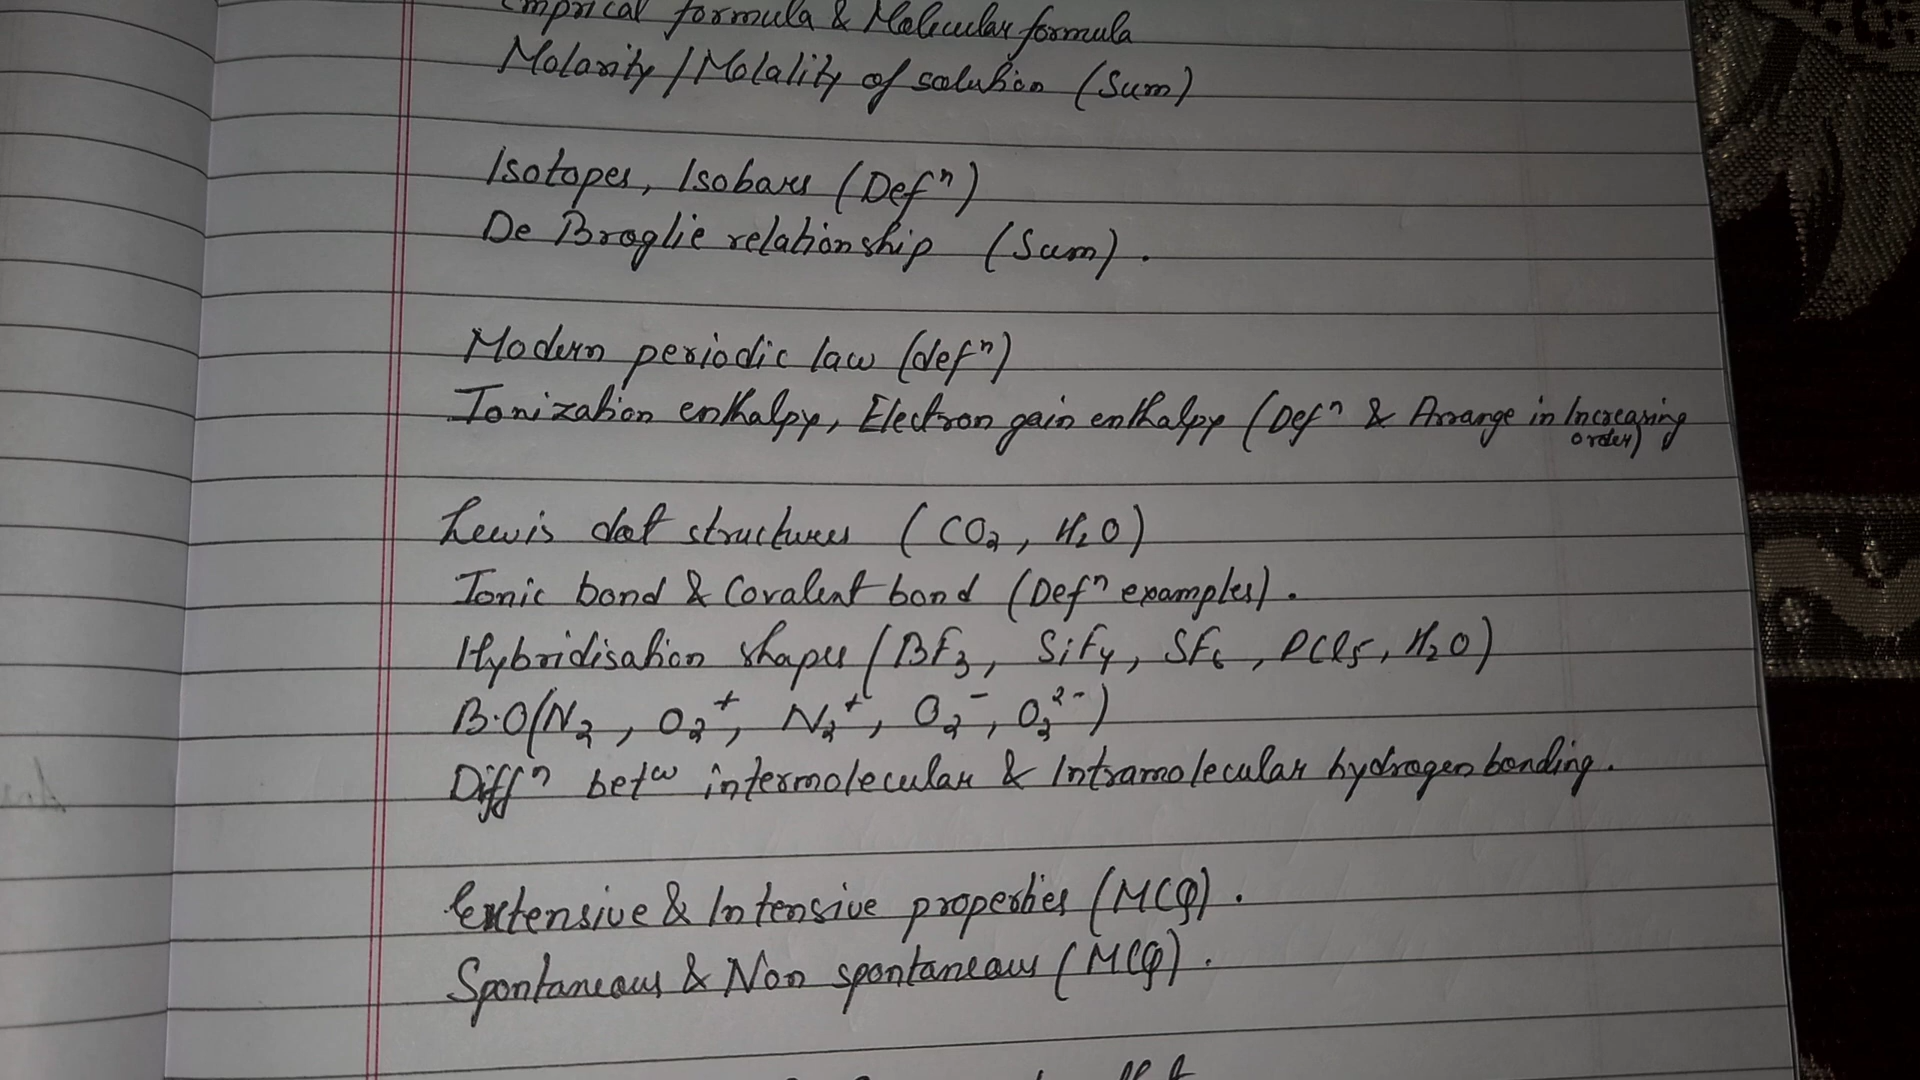 Emprical formula & Molecular formula
Molarity / Molality of solution (Sum)
Isotopes, Isobars (Defⁿ)
De Broglie relationship (Sum).
Modern periodic law (defⁿ)
Ionization enthalpy, Electron gain enthalpy (Defⁿ & Arrange in Increasing order)
Lewis dot structures (CO₂, H₂O)
Ionic bond & Covalent bond (Defⁿ examples).
Hybridisation shapes (BF₃, SiF₄, SF₆, PCl₅, H₂O)
B.O(N₂, O₂⁺, N₂⁺, O₂⁻, O₂²⁻)
Diffⁿ betʷ intermolecular & Intramolecular hydrogen bonding.
Extensive & Intensive properties (MCQ).
Spontaneous & Non spontaneous (MCQ).